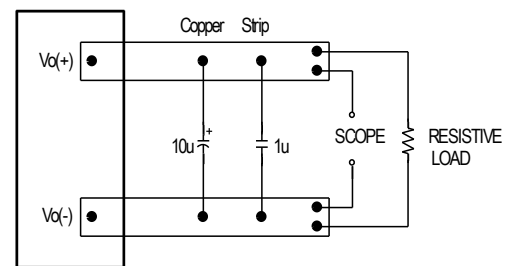 Copper Strip
Vo(+)
10u
+
1u
SCOPE
RESISTIVE
LOAD
Vo(-)